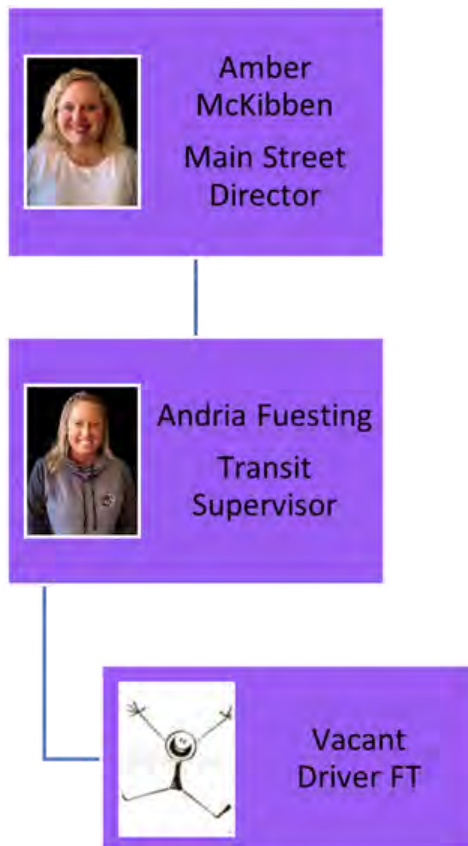 Amber
McKibben
Main Street
Director
Andria Fuesting
Transit
Supervisor
Vacant
Driver FT